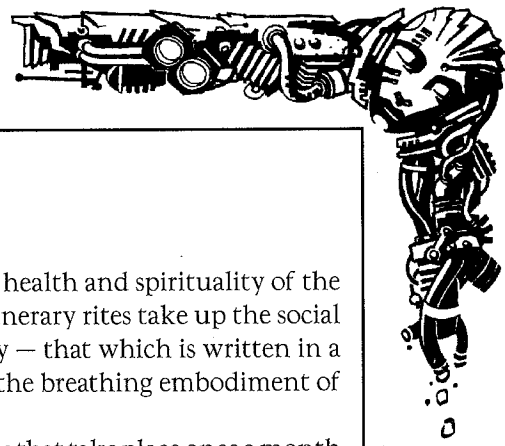 health and spirituality of the
nerary rites take up the social
y — that which is written in a
the breathing embodiment of
that take place once a month